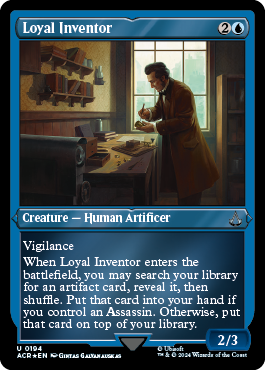 Loyal Inventor 2
Creature — Human Artificer
Vigilance
When Loyal Inventor enters the
battlefield, you may search your library
for an artifact card, reveal it, then
shuffle. Put that card into your hand if
you control an Assassin. Otherwise, put
that card on top of your library.
2/3
U 0194
ACR★EN Gintas Galvanauskas
© Ubisoft
™ & © 2024 Wizards of the Coast